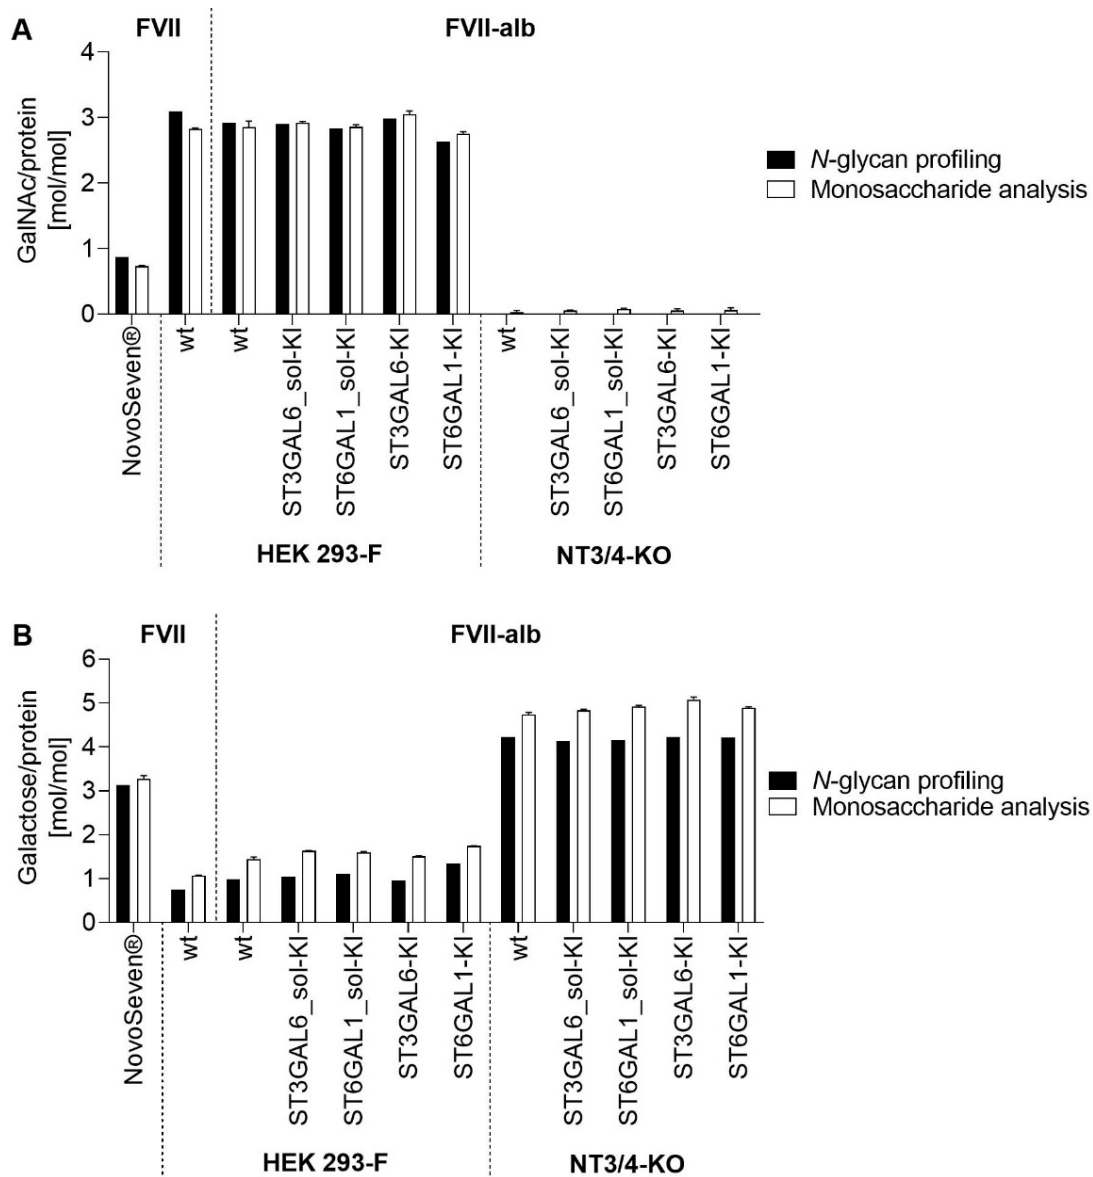 A
FVII
FVII-alb
GalNAc/protein
[mol/mol]
4
3
2
1
0
N-glycan profiling
Monosaccharide analysis
NovoSeven®
wt
wt
ST3GAL6_sol-KI
ST6GAL1_sol-KI
ST3GAL6-KI
ST6GAL1-KI
wt
ST3GAL6_sol-KI
ST6GAL1_sol-KI
ST3GAL6-KI
ST6GAL1-KI
HEK 293-F
NT3/4-KO
B
FVII
FVII-alb
Galactose/protein
[mol/mol]
6
5
4
3
2
1
0
N-glycan profiling
Monosaccharide analysis
NovoSeven®
wt
wt
ST3GAL6_sol-KI
ST6GAL1_sol-KI
ST3GAL6-KI
ST6GAL1-KI
wt
ST3GAL6_sol-KI
ST6GAL1_sol-KI
ST3GAL6-KI
ST6GAL1-KI
HEK 293-F
NT3/4-KO